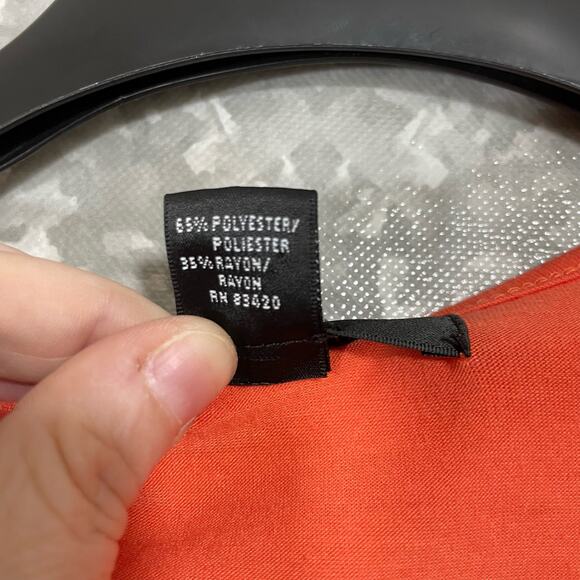 65% POLYESTER/
POLIESTER
35% RAYON/
RAYON
RN 83420